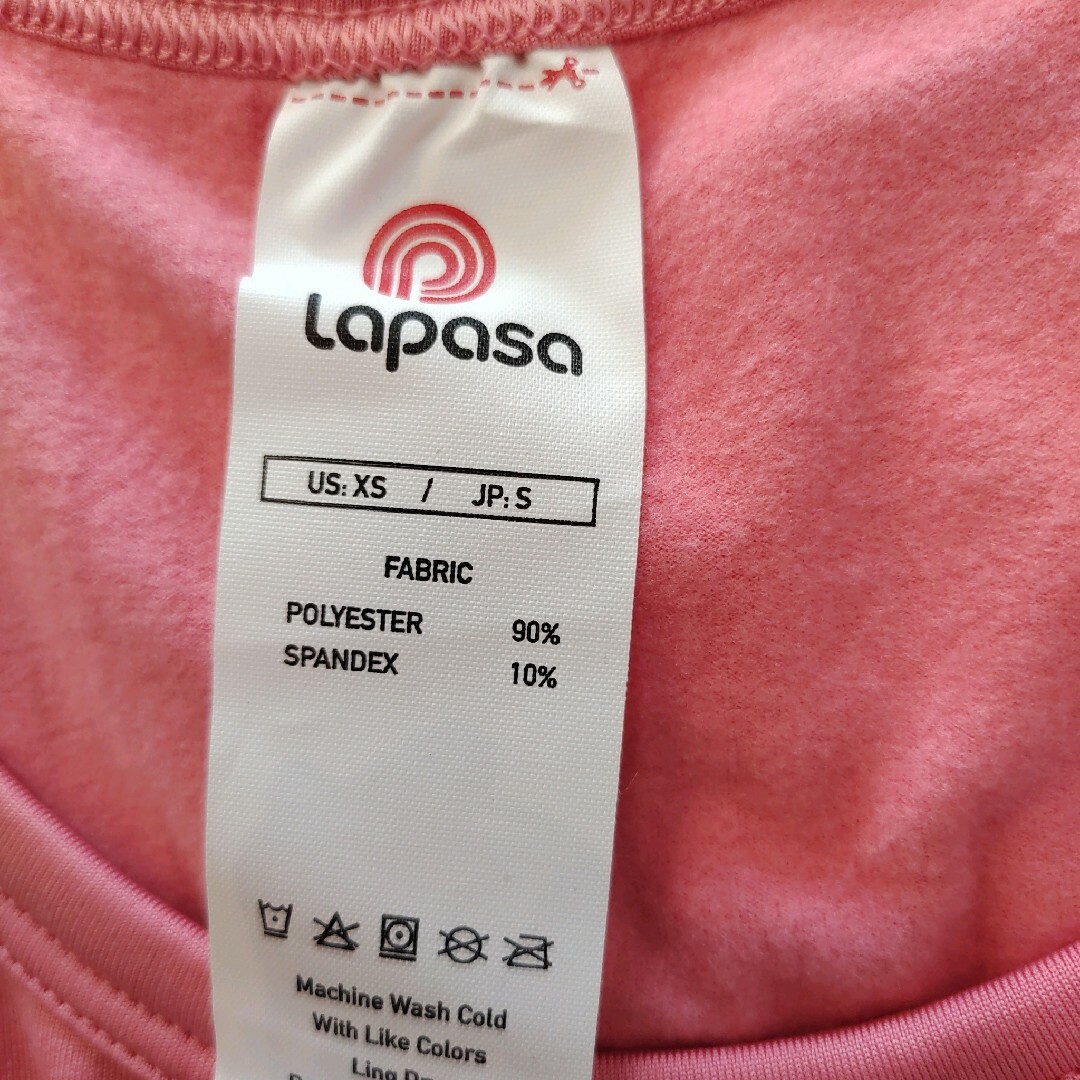 Lapasa
US: XS / JP: S
FABRIC
POLYESTER 90%
SPANDEX 10%
Machine Wash Cold
With Like Colors